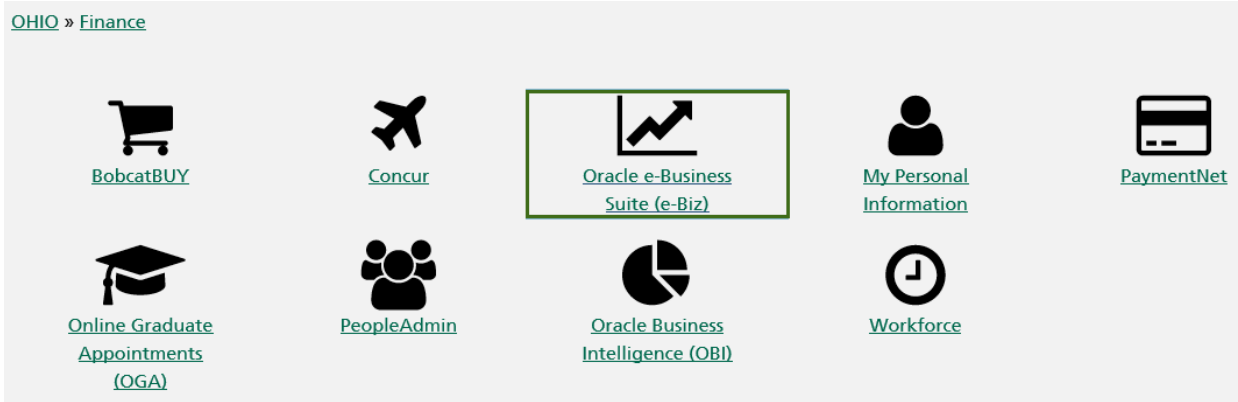 OHIO » Finance
BobcatBUY
Concur
Oracle e-Business
Suite (e-Biz)
My Personal
Information
PaymentNet
Online Graduate
Appointments
(OGA)
PeopleAdmin
Oracle Business
Intelligence (OBI)
Workforce